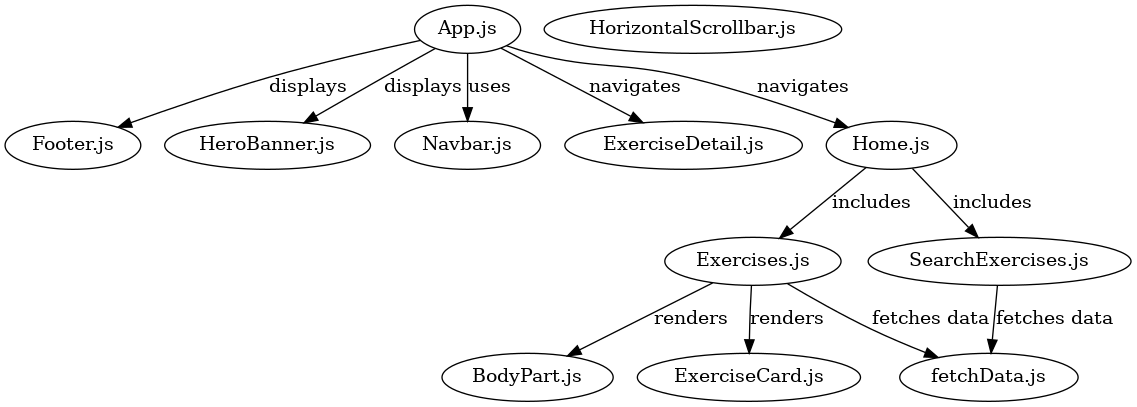 App.js
HorizontalScrollbar.js
displays
displays
uses
navigates
navigates
Footer.js
HeroBanner.js
Navbar.js
ExerciseDetail.js
Home.js
includes
includes
Exercises.js
SearchExercises.js
renders
renders
fetches data
fetches data
BodyPart.js
ExerciseCard.js
fetchData.js